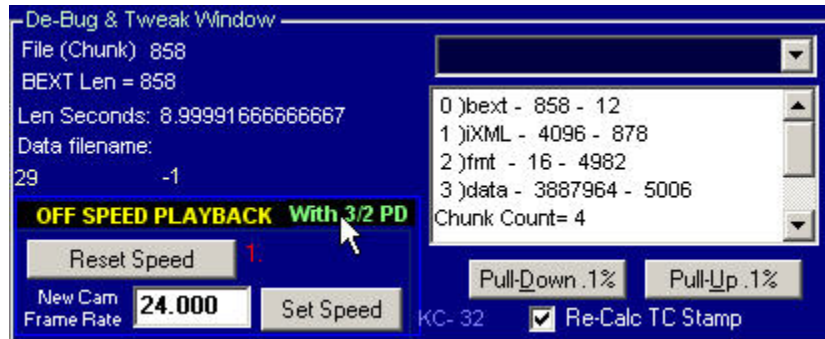 De-Bug & Tweak Window
File (Chunk) 858
BEXT Len = 858
Len Seconds: 8.99991666666667
Data filename:
29 -1
0 )bext - 858 - 12
1 )iXML - 4096 - 878
2 )fmt - 16 - 4982
3 )data - 3887964 - 5006
Chunk Count= 4
OFF SPEED PLAYBACK With 3/2 PD
Reset Speed 1.
New Cam
Frame Rate 24.000 Set Speed
Pull-Down .1% Pull-Up .1%
KC- 32 Re-Calc TC Stamp